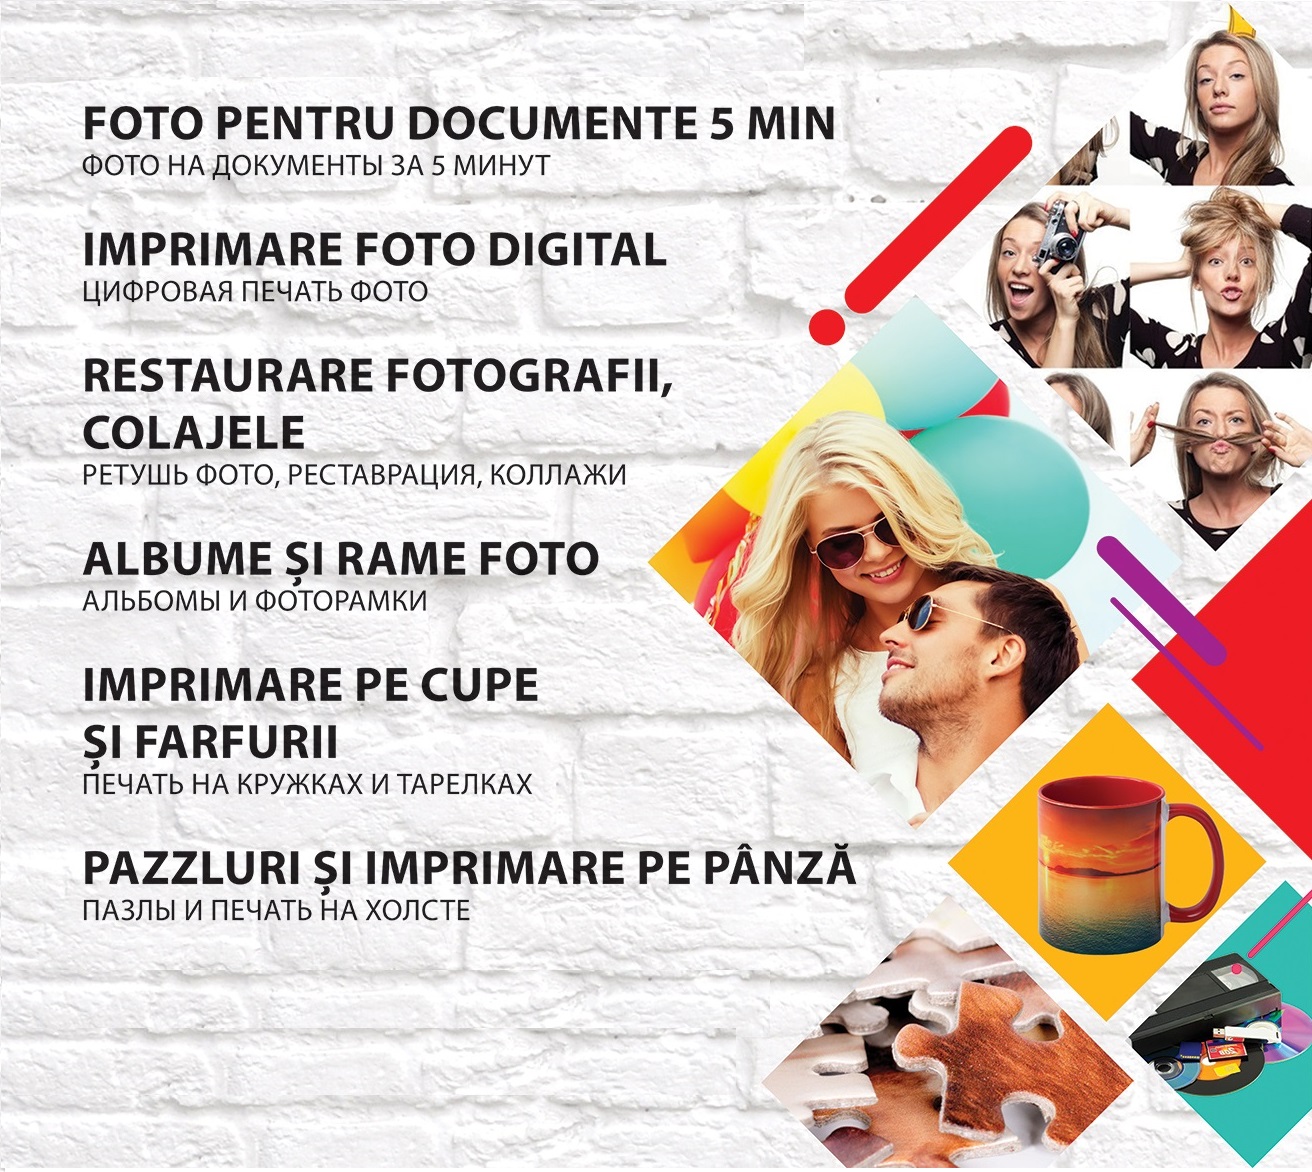 FOTO PENTRU DOCUMENTE 5 MIN
ФОТО НА ДОКУМЕНТЫ ЗА 5 МИНУТ
IMPRIMARE FOTO DIGITAL
ЦИФРОВАЯ ПЕЧАТЬ ФОТО
RESTAURARE FOTOGRAFII,
COLAJELE
РЕТУШЬ ФОТО, РЕСТАВРАЦИЯ, КОЛЛАЖИ
ALBUME ȘI RAME FOTO
АЛЬБОМЫ И ФОТОРАМКИ
IMPRIMARE PE CUPE
ȘI FARFURII
ПЕЧАТЬ НА КРУЖКАХ И ТАРЕЛКАХ
PAZZLURI ȘI IMPRIMARE PE PÂNZĂ
ПАЗЛЫ И ПЕЧАТЬ НА ХОЛСТЕ